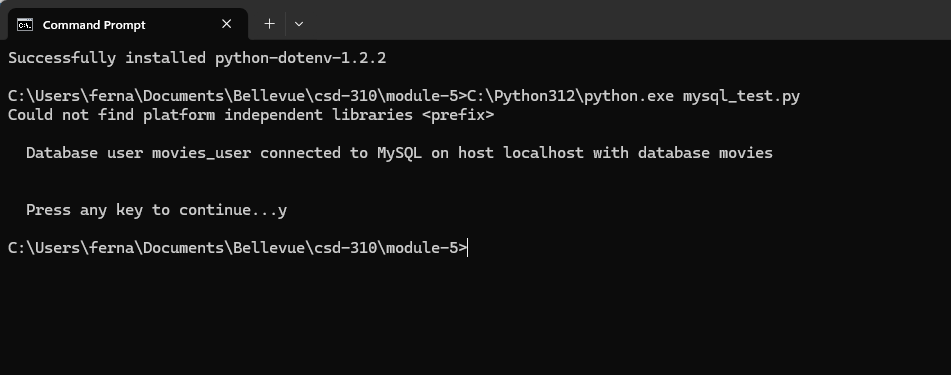 Command Prompt
Successfully installed python-dotenv-1.2.2
C:\Users\ferna\Documents\Bellevue\csd-310\module-5>C:\Python312\python.exe mysql_test.py
Could not find platform independent libraries <prefix>
Database user movies_user connected to MySQL on host localhost with database movies
Press any key to continue...y
C:\Users\ferna\Documents\Bellevue\csd-310\module-5>